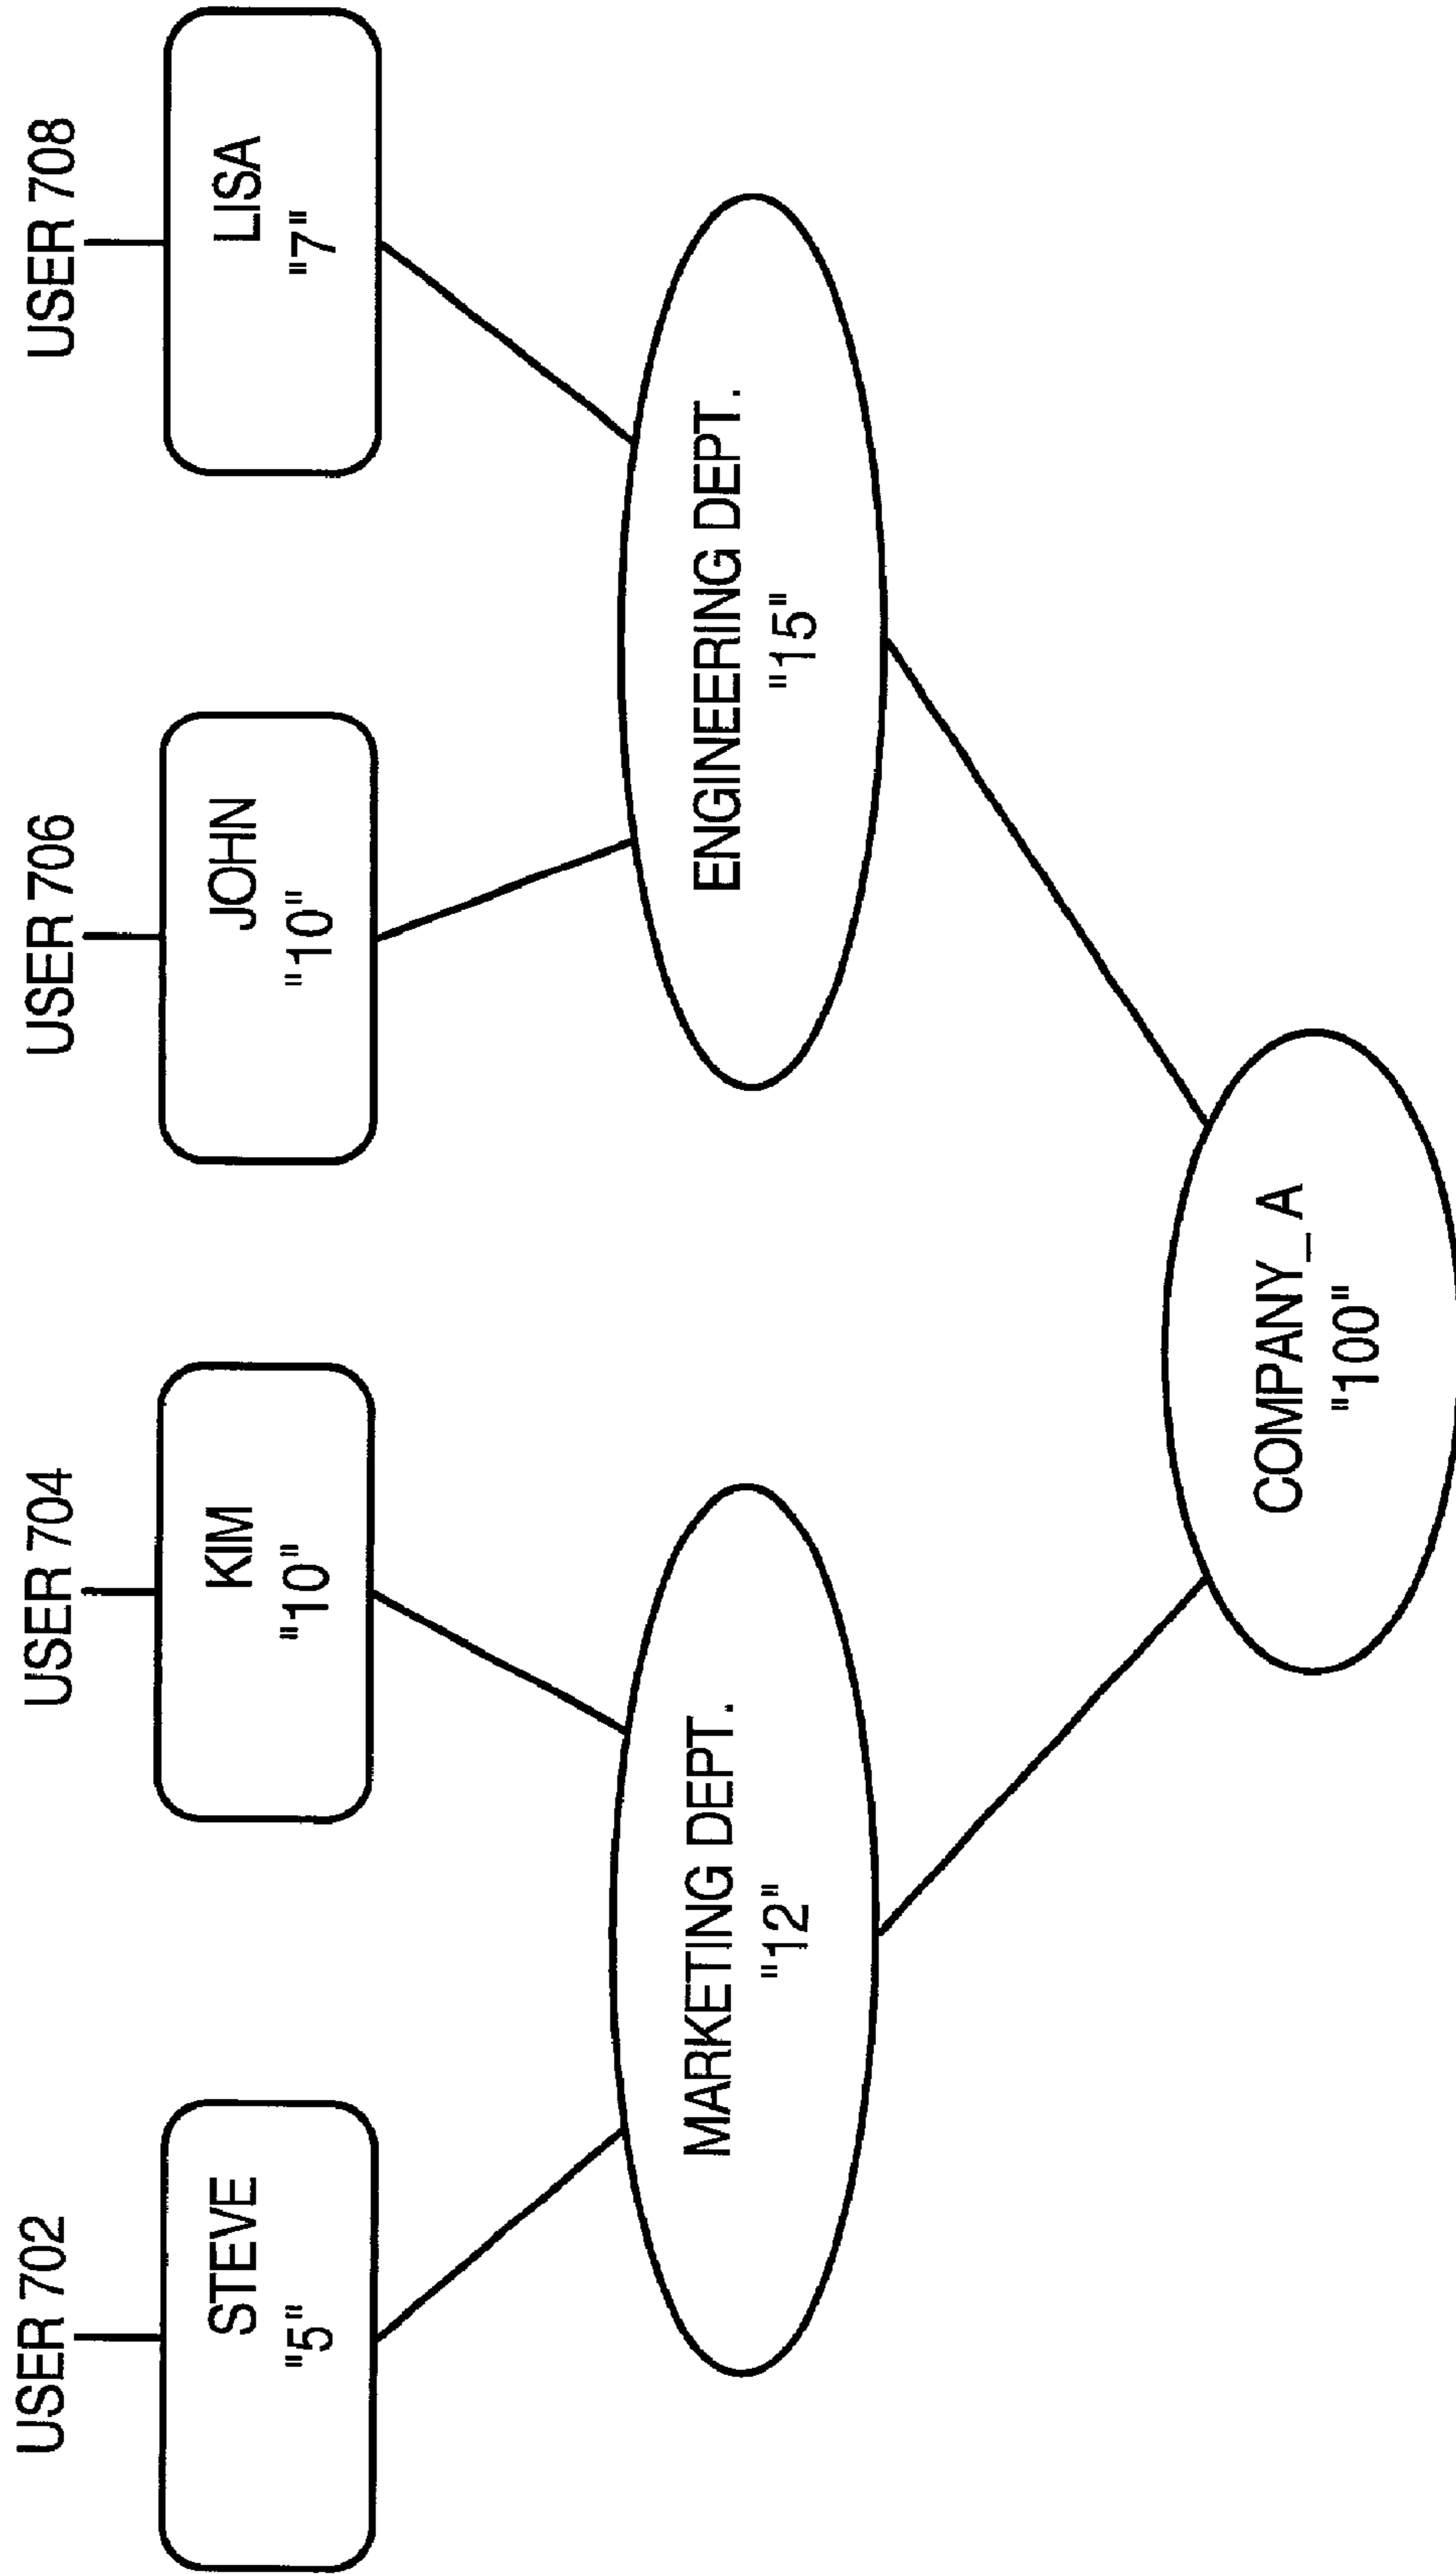 USER 702
USER 704
USER 706
USER 708
STEVE
"5"
KIM
"10"
JOHN
"10"
LISA
"7"
MARKETING DEPT.
"12"
ENGINEERING DEPT.
"15"
COMPANY_A
"100"